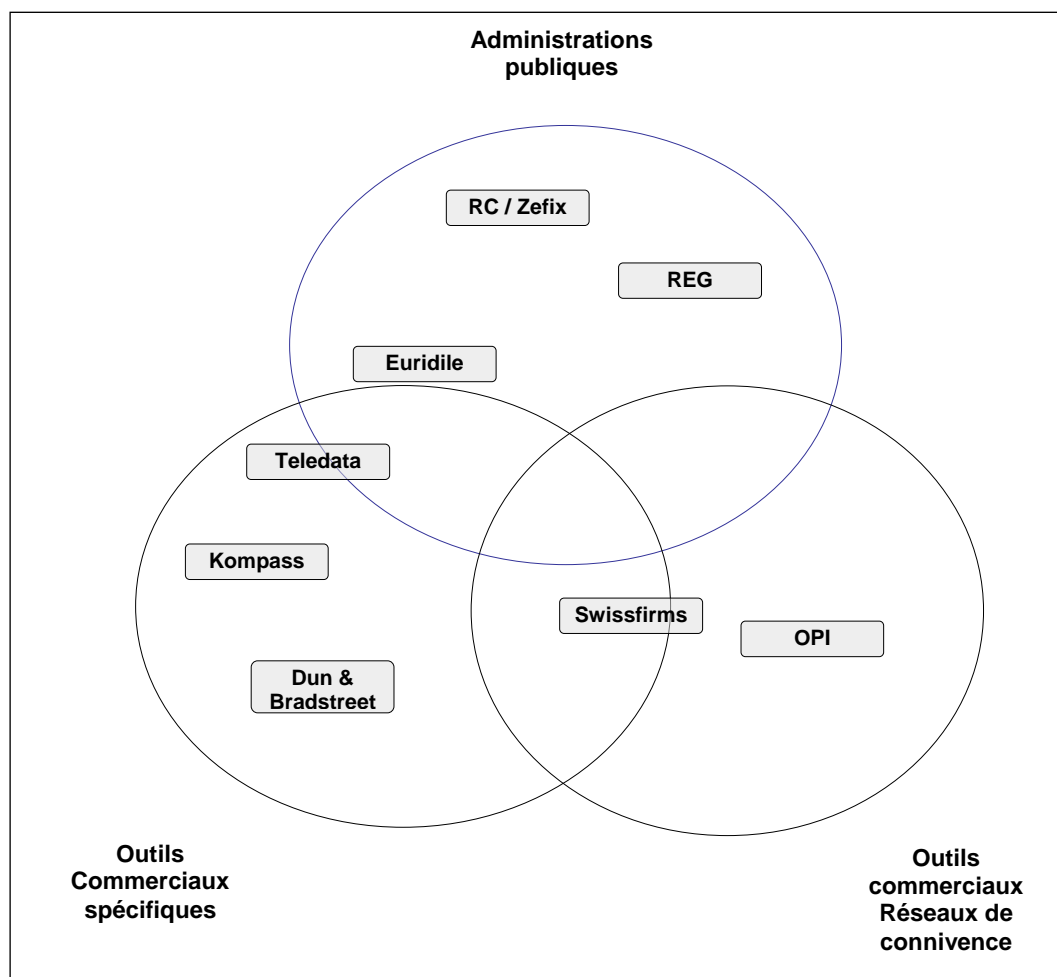 Administrations
publiques
RC / Zefix
REG
Euridile
Teledata
Kompass
Swissfirms
OPI
Dun &
Bradstreet
Outils
Commerciaux
spécifiques
Outils
commerciaux
Réseaux de
connivence